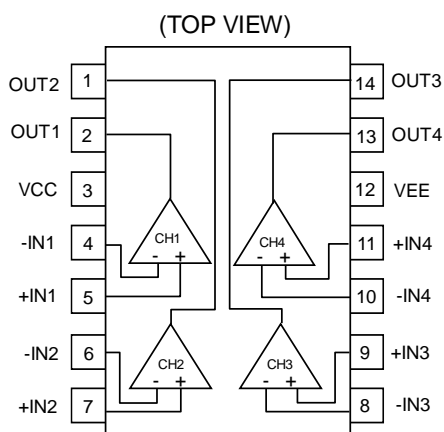 (TOP VIEW)
OUT2 1 14 OUT3
OUT1 2 13 OUT4
VCC 3 12 VEE
-IN1 4 CH1 - + CH4 - + 11 +IN4
+IN1 5 10 -IN4
-IN2 6 CH2 - + CH3 - + 9 +IN3
+IN2 7 8 -IN3